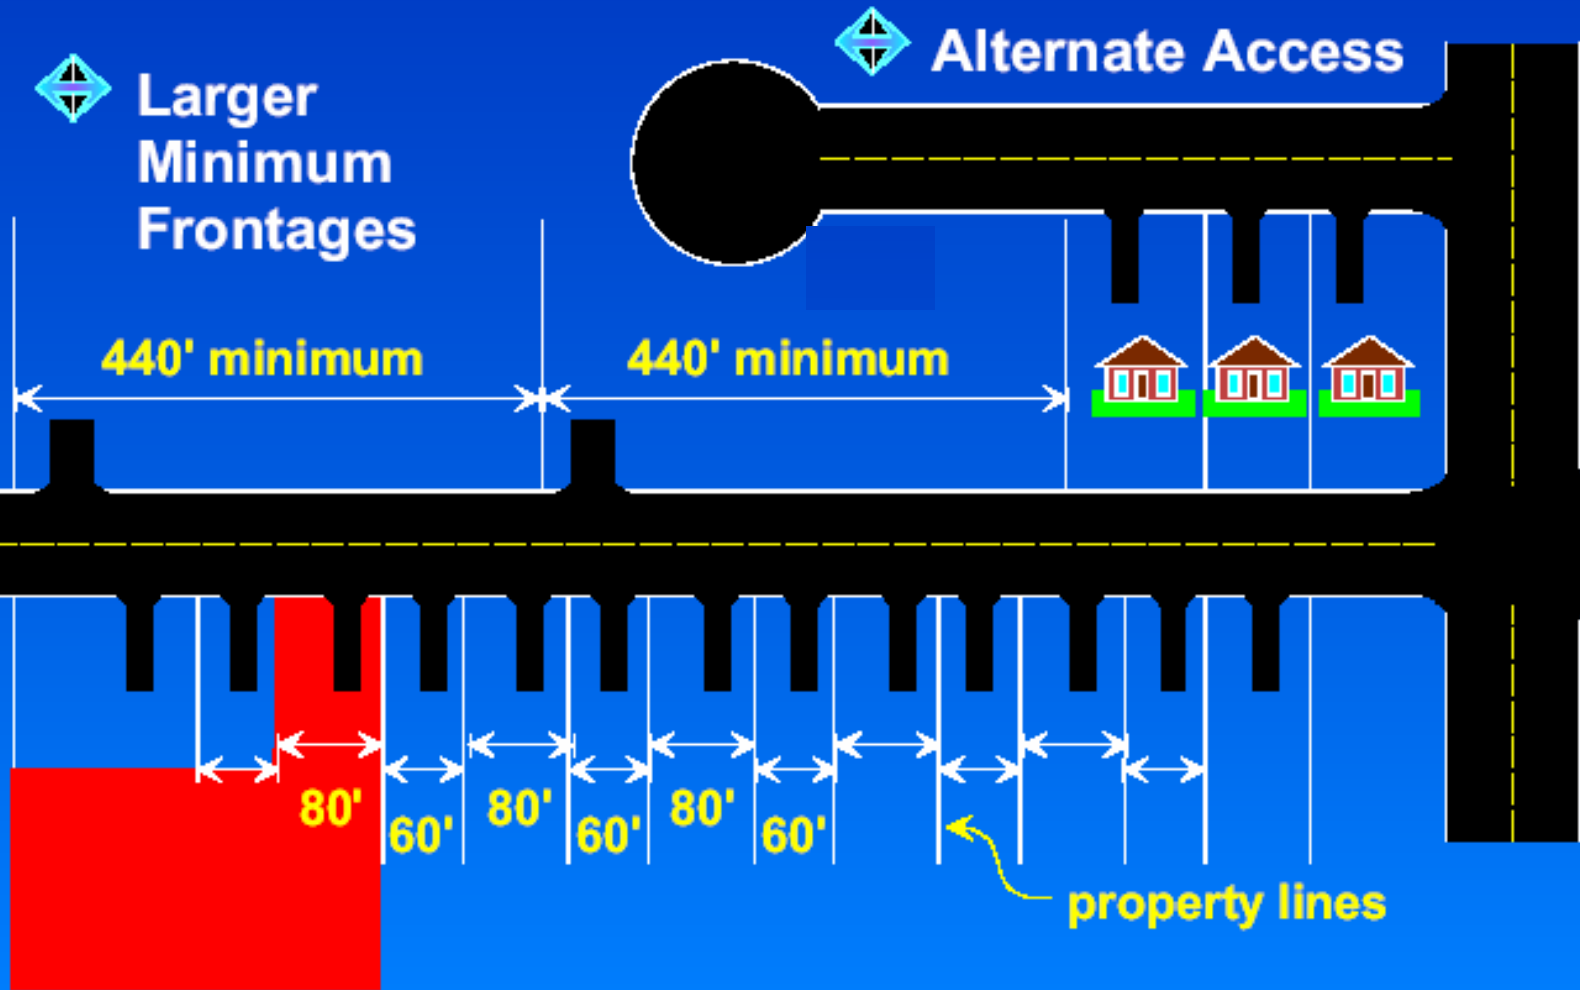 Larger
Minimum
Frontages
Alternate Access
440' minimum
440' minimum
80'
60'
80'
60'
80'
60'
property lines